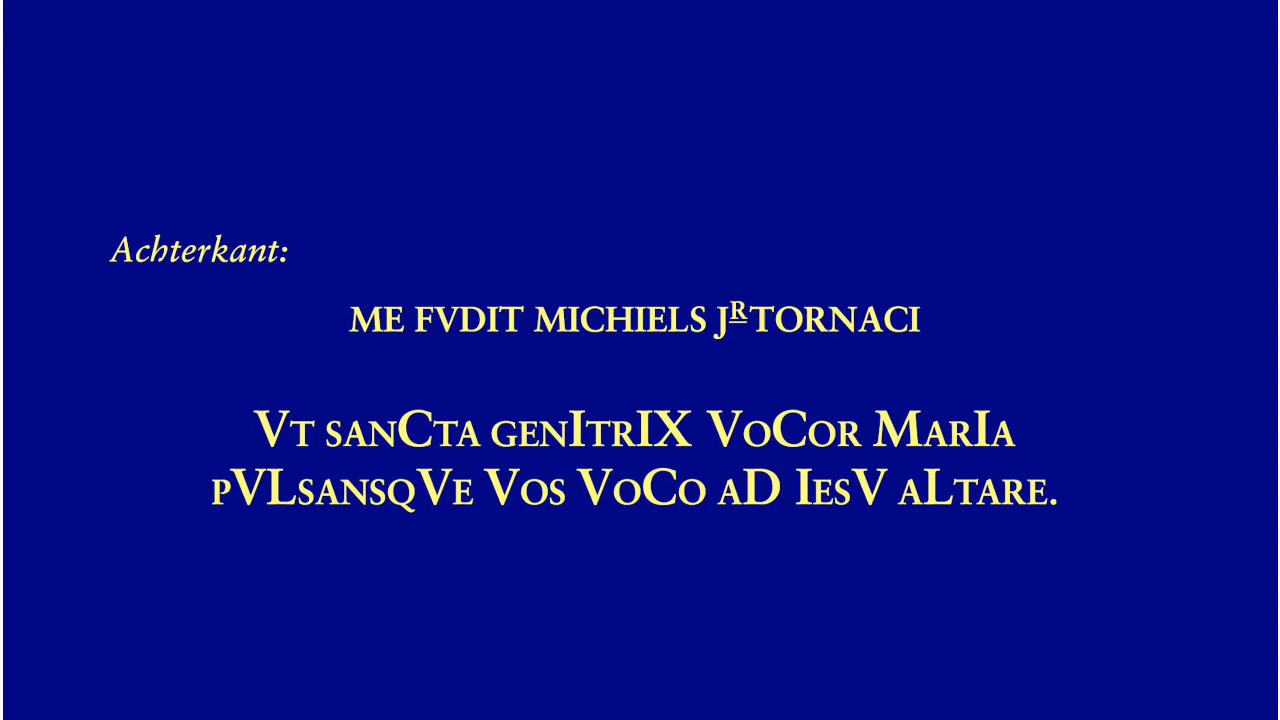 Achterkant:
ME FVDIT MICHIELS Jᴿ TORNACI
VT SANCTA GENITRIX VOCOR MARIA
PVLSANSQVE VOS VOCO AD IESV ALTARE.